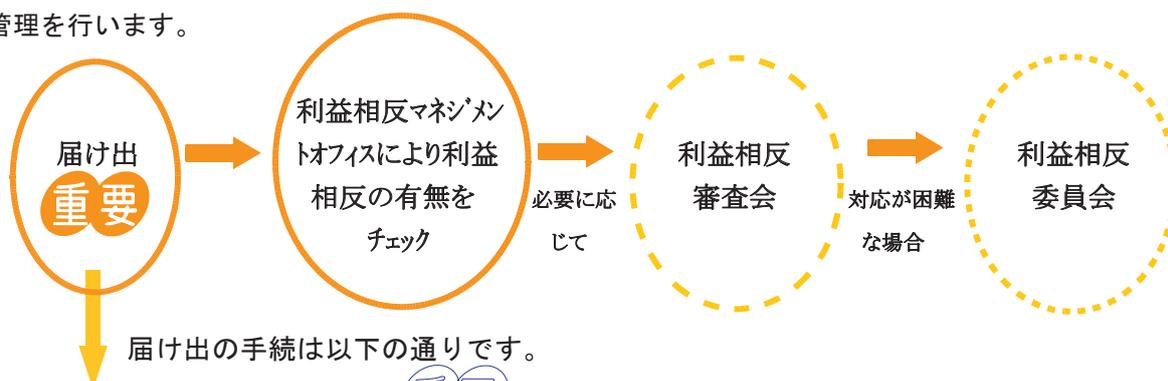 管理を行います。
届け出
重要
利益相反マネジメン
トオフィスにより利益
相反の有無を
チェック
必要に応
じて
利益相反
審査会
対応が困難
な場合
利益相反
委員会
届け出の手続は以下の通りです。